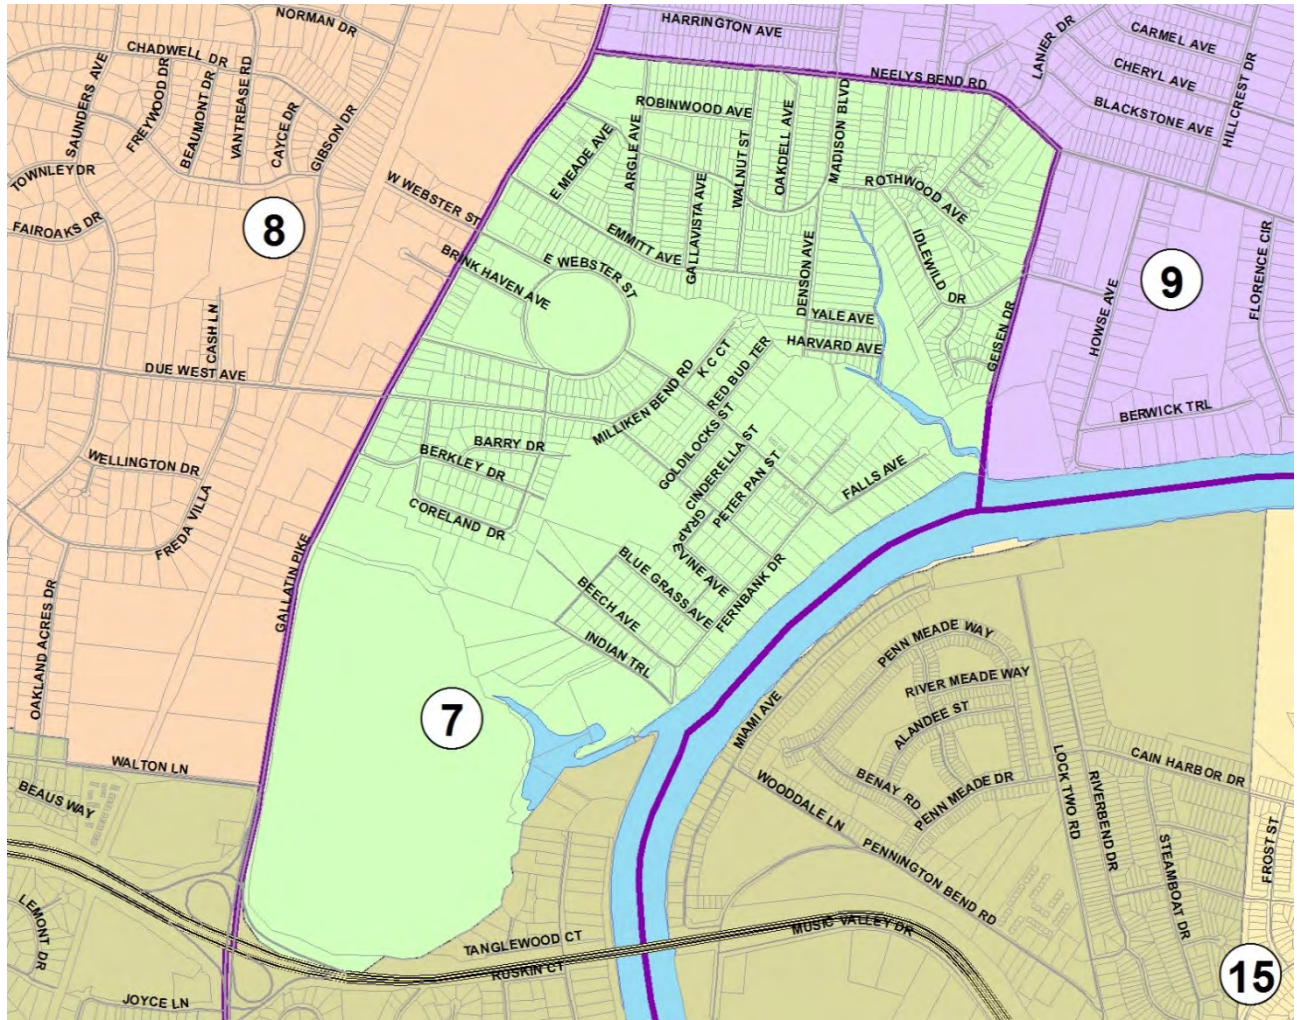 NORMAN DR
HARRINGTON AVE
LANIER DR
CARMEL AVE
CHADWELL DR
SAUNDERS AVE
FREYWOOD DR
BEAUMONT DR
VANTREASE RD
CAYCE DR
GIBSON DR
NEELYS BEND RD
CHERYL AVE
BLACKSTONE AVE
HILLCREST DR
ROBINWOOD AVE
E MEADE AVE
ARGLE AVE
WALNUT ST
OAKDELL AVE
MADISON BLVD
TOWNLEY DR
FAIROAKS DR
W WEBSTER ST
8
ROTHWOOD AVE
GALLAVISTA AVE
EMMITT AVE
IDLEWILD DR
BRINK HAVEN AVE
E WEBSTER ST
DENSON AVE
9
FLORENCE CIR
HOWSE AVE
CASH LN
YALE AVE
HARVARD AVE
GEISEN DR
DUE WEST AVE
K C CT
RED BUD TER
MILLIKEN BEND RD
BERWICK TRL
BARRY DR
BERKLEY DR
GOLDILOCKS ST
CINDERELLA ST
PETER PAN ST
FALLS AVE
WELLINGTON DR
FREDA VILLA
CORELAND DR
GRAPEVINE AVE
GALLATIN PIKE
BLUE GRASS AVE
BEECH AVE
FERNBANK DR
INDIAN TRL
OAKLAND ACRES DR
PENN MEADE WAY
RIVER MEADE WAY
ALANDEE ST
7
MIAMI AVE
WALTON LN
BEAUS WAY
BENAY RD
PENN MEADE DR
WOODDALE LN
LOCK TWO RD
RIVERBEND DR
CAIN HARBOR DR
PENNINGTON BEND RD
STEAMBOAT DR
FROST ST
LEMONT DR
TANGLEWOOD CT
RUSKIN CT
MUSIC VALLEY DR
JOYCE LN
15